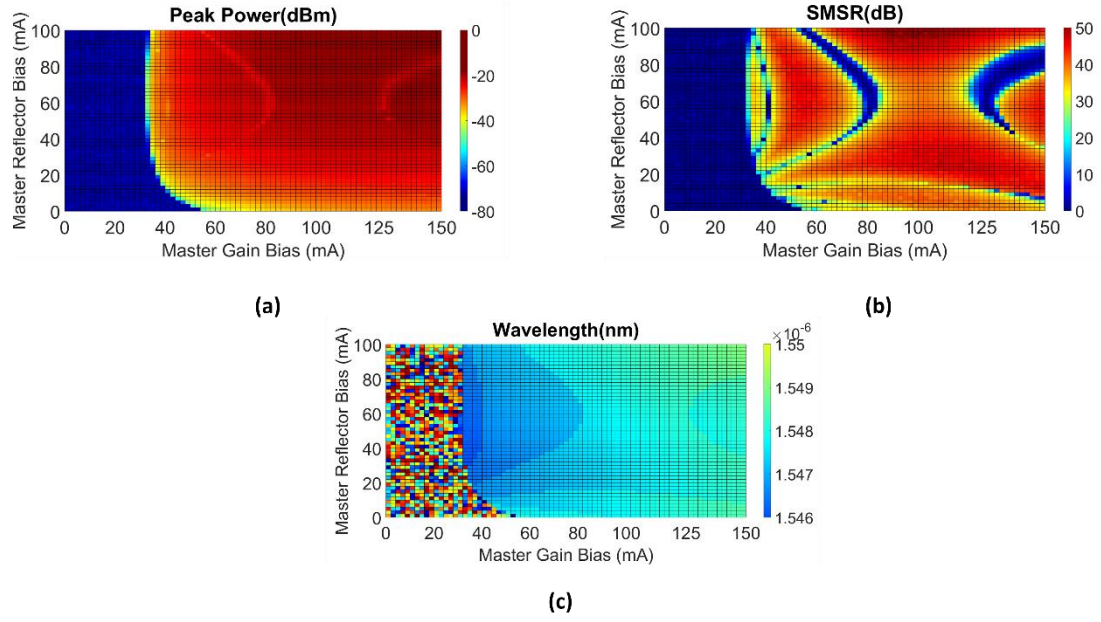 Peak Power(dBm)
Master Reflector Bias (mA)
100
80
60
40
20
0
0 20 40 60 80 100 125 150
Master Gain Bias (mA)
0
-20
-40
-60
-80
(a)
SMSR(dB)
Master Reflector Bias (mA)
100
80
60
40
20
0
0 20 40 60 80 100 125 150
Master Gain Bias (mA)
50
40
30
20
10
0
(b)
Wavelength(nm)
Master Reflector Bias (mA)
100
80
60
40
20
0
0 20 40 60 80 100 125 150
Master Gain Bias (mA)
×10⁻⁶
1.55
1.549
1.548
1.547
1.546
(c)